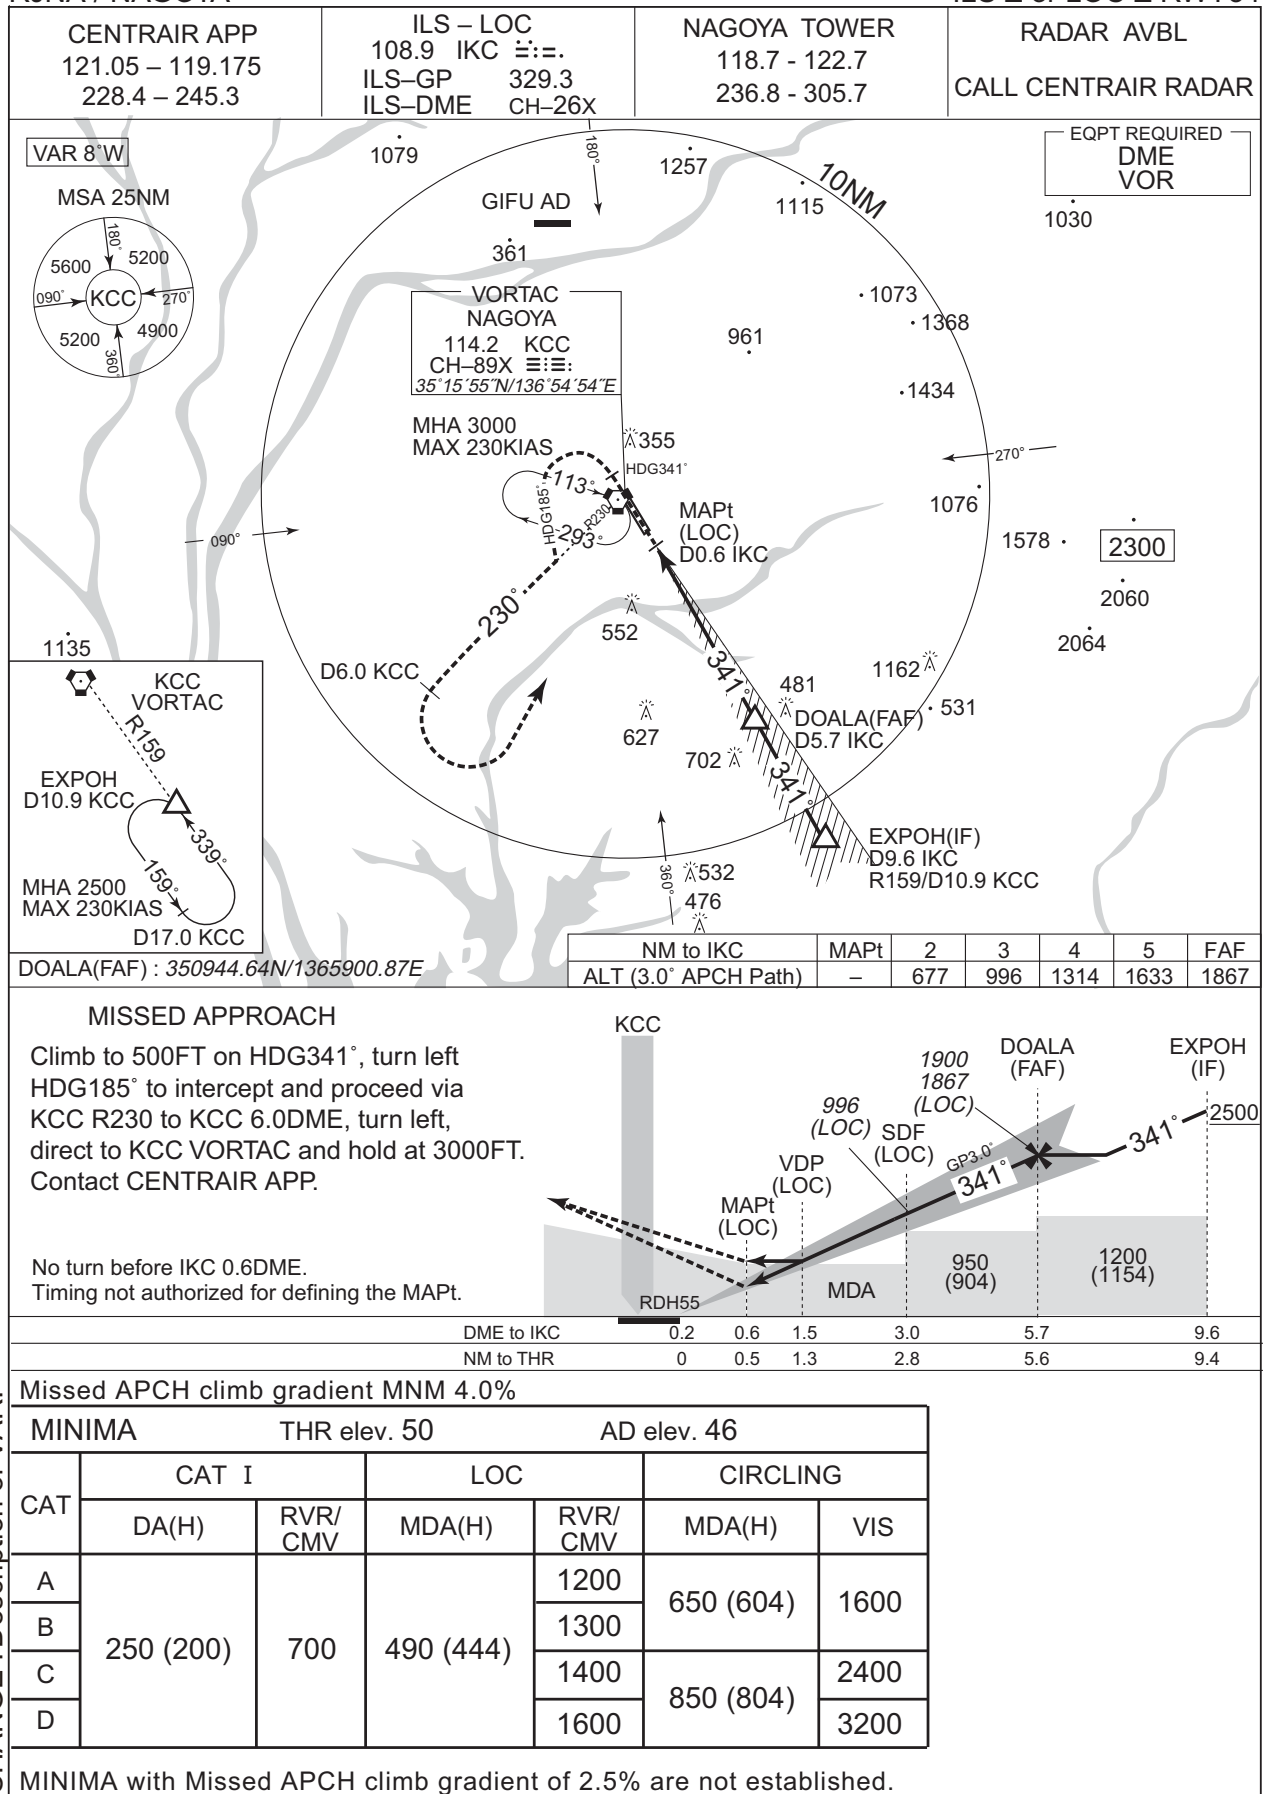 CENTRAIR APP
121.05 – 119.175
228.4 – 245.3
ILS – LOC
108.9 IKC
ILS–GP 329.3
ILS–DME CH–26X
NAGOYA TOWER
118.7 - 122.7
236.8 - 305.7
RADAR AVBL
CALL CENTRAIR RADAR
VAR 8˚W
MSA 25NM
180˚
5600
5200
090˚
KCC
270˚
5200
4900
360˚
1079
180˚
1257
10NM
1115
EQPT REQUIRED
DME
VOR
1030
GIFU AD
361
VORTAC
NAGOYA
114.2 KCC
CH–89X
35˚15´55˝N/136˚54´54˝E
1073
1368
961
1434
MHA 3000
MAX 230KIAS
355
HDG341˚
113˚
HDG185˚
R230
293˚
270˚
1076
MAPt
(LOC)
D0.6 IKC
090˚
1578
2300
2060
2064
230˚
552
1135
D6.0 KCC
341˚
1162
481
531
DOALA(FAF)
D5.7 IKC
627
702
341˚
KCC
VORTAC
R159
EXPOH
D10.9 KCC
339˚
159˚
MHA 2500
MAX 230KIAS
D17.0 KCC
EXPOH(IF)
D9.6 IKC
R159/D10.9 KCC
360˚
532
476
DOALA(FAF) : 350944.64N/1365900.87E
NM to IKC MAPt 2 3 4 5 FAF
ALT (3.0˚ APCH Path) – 677 996 1314 1633 1867
MISSED APPROACH
Climb to 500FT on HDG341˚, turn left
HDG185˚ to intercept and proceed via
KCC R230 to KCC 6.0DME, turn left,
direct to KCC VORTAC and hold at 3000FT.
Contact CENTRAIR APP.
No turn before IKC 0.6DME.
Timing not authorized for defining the MAPt.
KCC
DOALA
(FAF)
EXPOH
(IF)
1900
1867
(LOC)
996
(LOC)
SDF
(LOC)
VDP
(LOC)
MAPt
(LOC)
GP3.0˚
341˚
341˚
2500
MDA
950
(904)
1200
(1154)
RDH55
DME to IKC 0.2 0.6 1.5 3.0 5.7 9.6
NM to THR 0 0.5 1.3 2.8 5.6 9.4
Missed APCH climb gradient MNM 4.0%
MINIMA THR elev. 50 AD elev. 46
CAT CAT I LOC CIRCLING
DA(H) RVR/CMV MDA(H) RVR/CMV MDA(H) VIS
A 250 (200) 700 490 (444) 1200 650 (604) 1600
B 1300
C 1400 850 (804) 2400
D 1600 3200
MINIMA with Missed APCH climb gradient of 2.5% are not established.